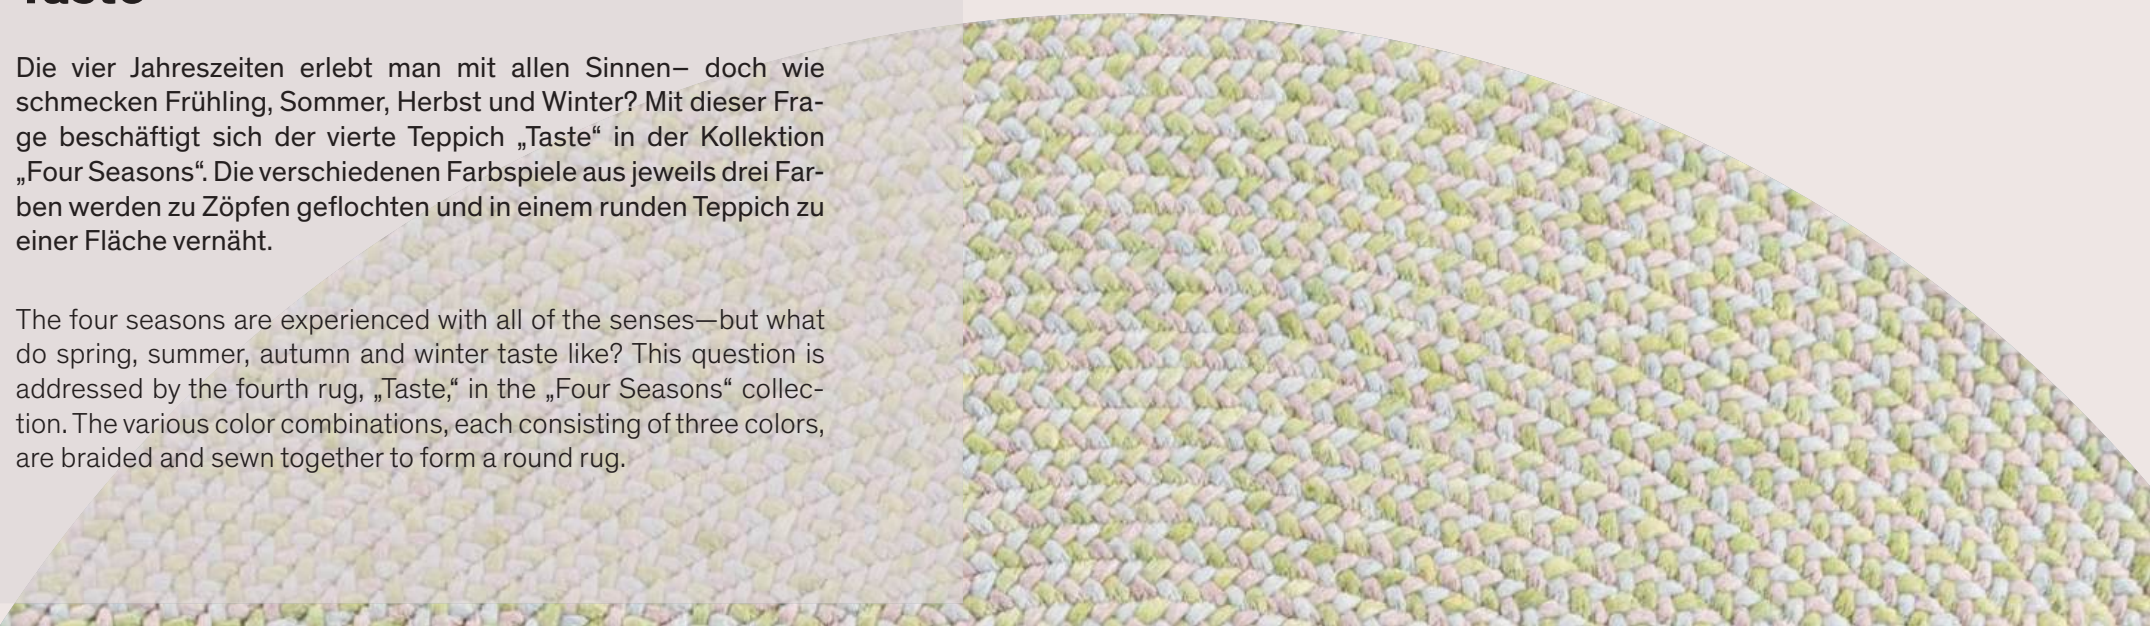 Taste
Die vier Jahreszeiten erlebt man mit allen Sinnen– doch wie
schmecken Frühling, Sommer, Herbst und Winter? Mit dieser Fra-
ge beschäftigt sich der vierte Teppich „Taste“ in der Kollektion
„Four Seasons“. Die verschiedenen Farbspiele aus jeweils drei Far-
ben werden zu Zöpfen geflochten und in einem runden Teppich zu
einer Fläche vernäht.
The four seasons are experienced with all of the senses—but what
do spring, summer, autumn and winter taste like? This question is
addressed by the fourth rug, „Taste,“ in the „Four Seasons“ collec-
tion. The various color combinations, each consisting of three colors,
are braided and sewn together to form a round rug.